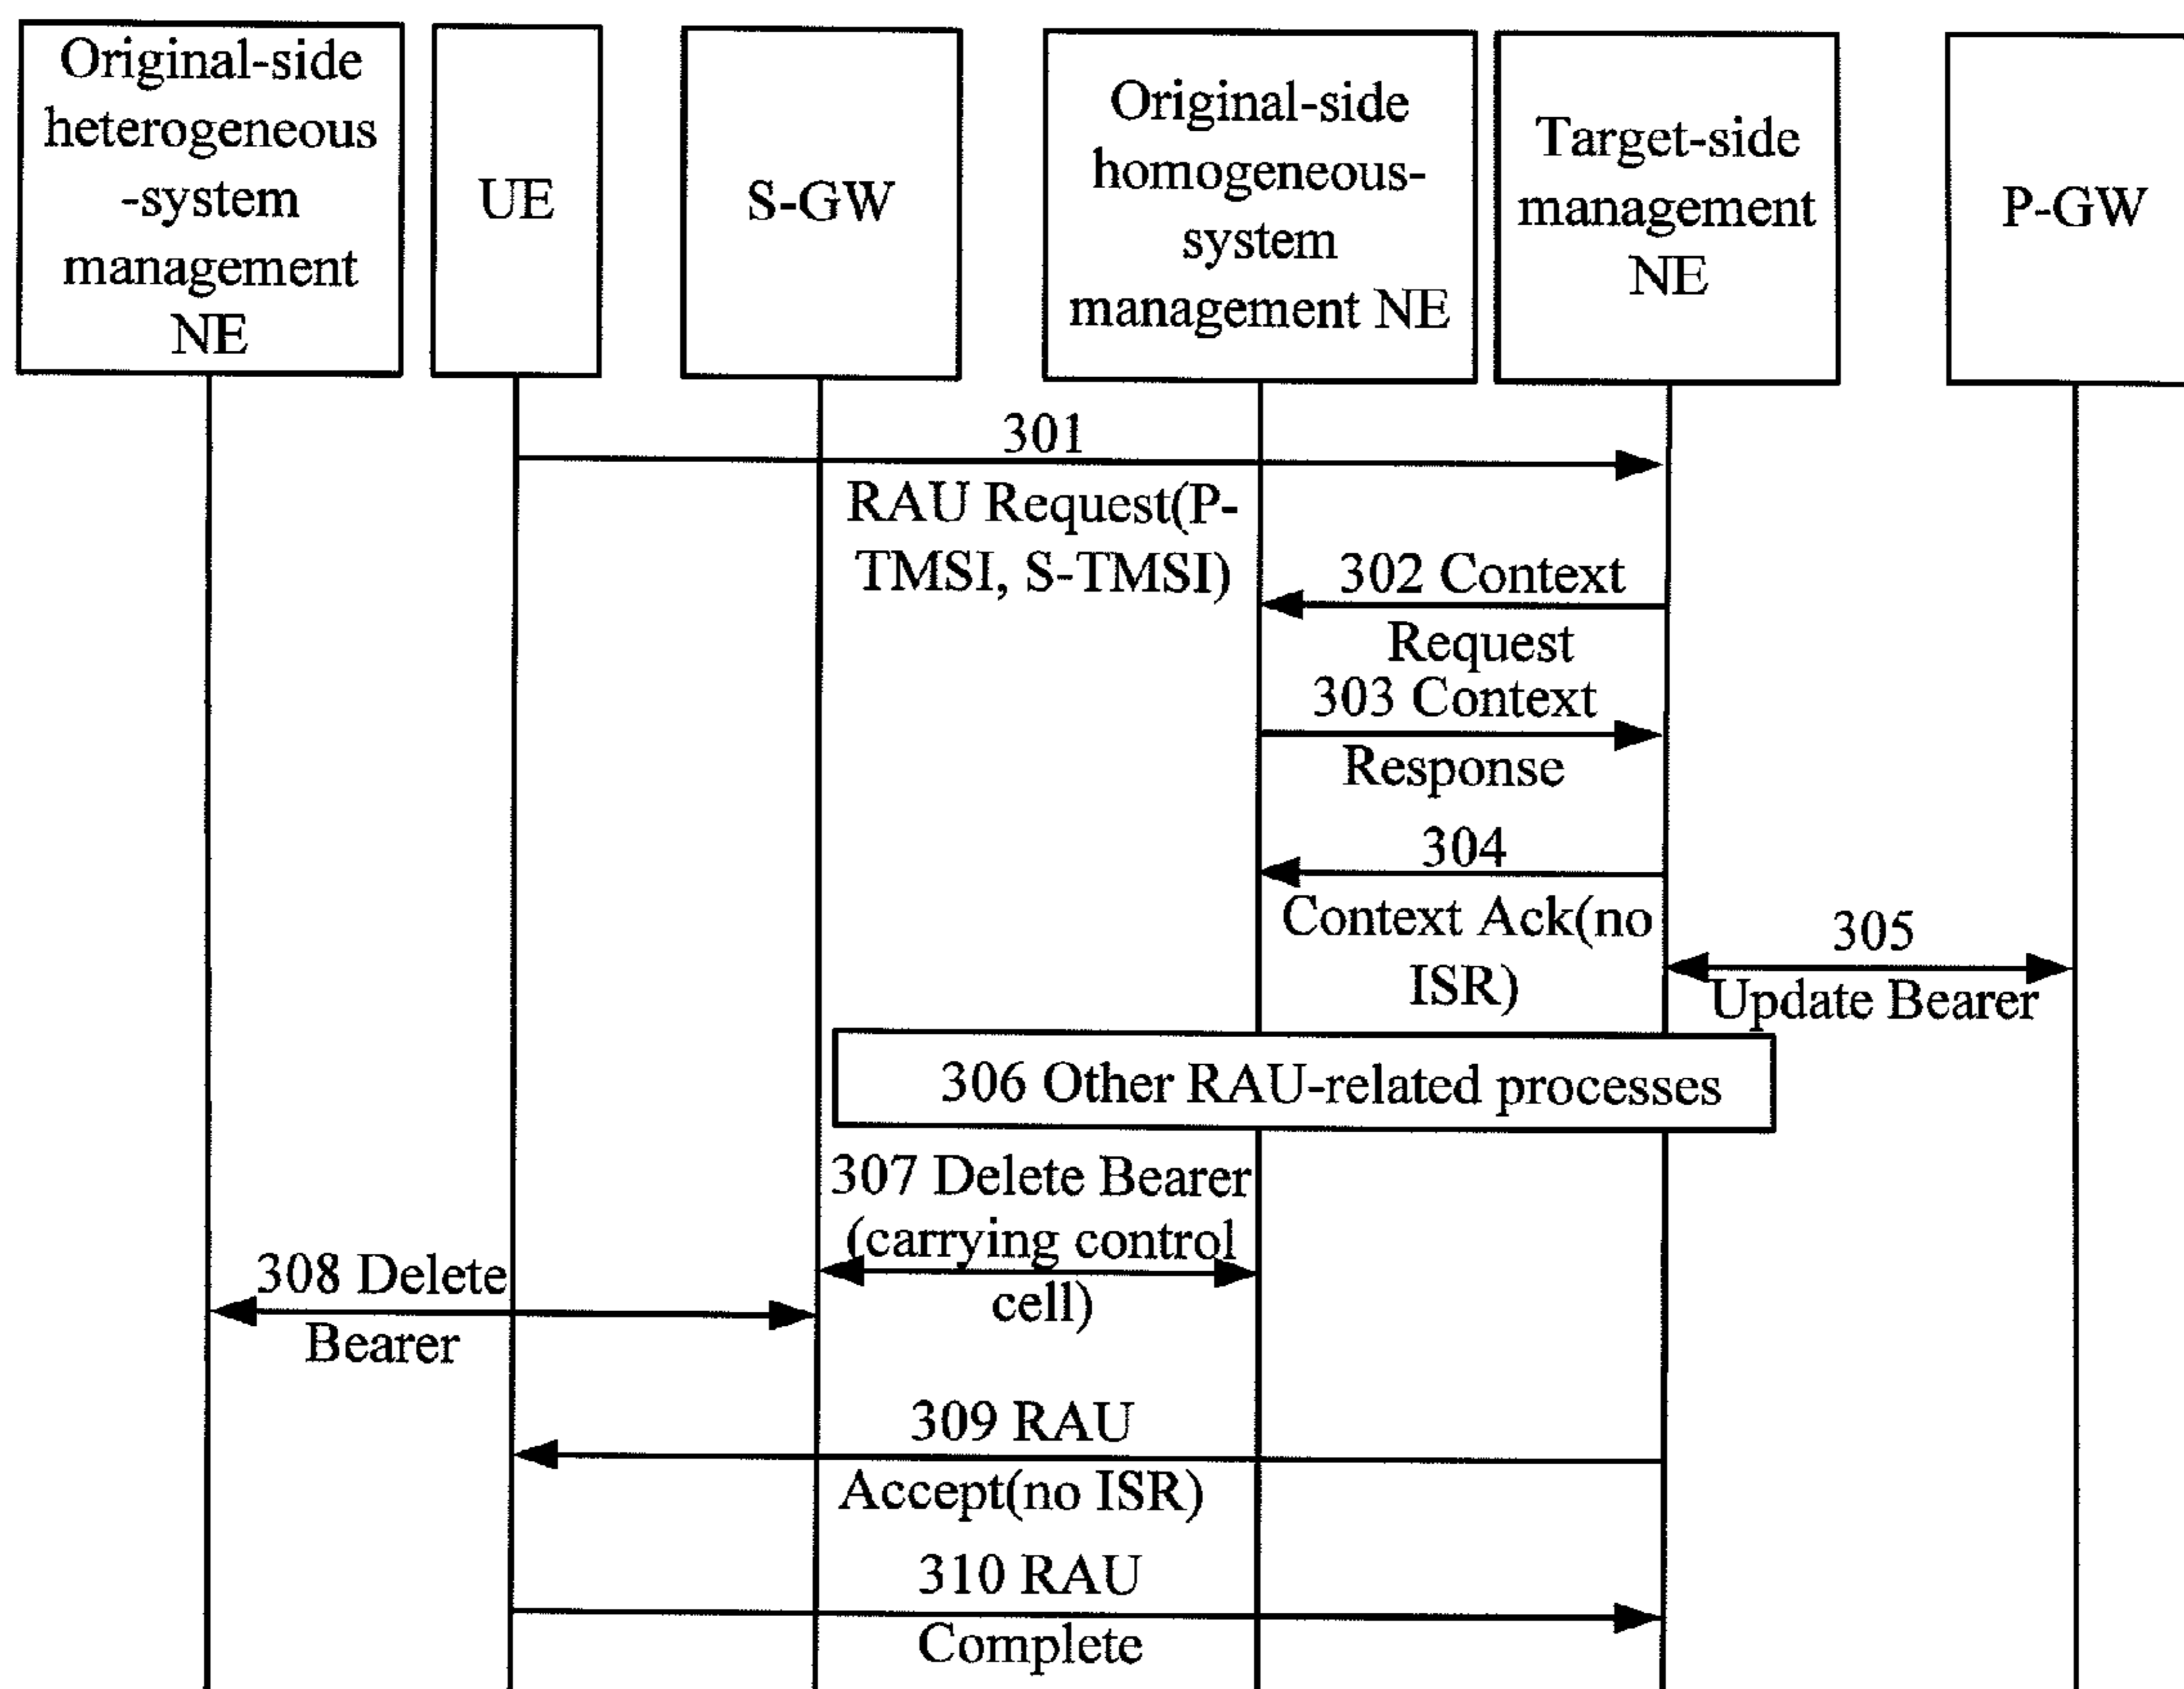 Original-side
heterogeneous
-system
management
NE
UE
S-GW
Original-side
homogeneous-
system
management NE
Target-side
management
NE
P-GW
301
RAU Request(P-
TMSI, S-TMSI)
302 Context
Request
303 Context
Response
304
Context Ack(no
ISR)
305
Update Bearer
306 Other RAU-related processes
307 Delete Bearer
(carrying control
cell)
308 Delete
Bearer
309 RAU
Accept(no ISR)
310 RAU
Complete